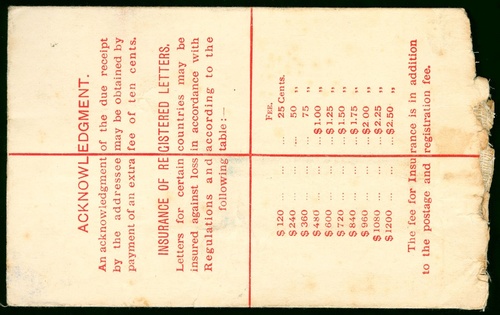 ACKNOWLEDGMENT.
An acknowledgment of the due receipt
by the addressee may be obtained by
payment of an extra fee of ten cents.
INSURANCE OF REGISTERED LETTERS.
Letters for certain countries may be
insured against loss in accordance with
Regulations and according to the
following table:—
FEE.
$ 120 ... ... 25 Cents.
$ 240 ... ... 50 „
$ 360 ... ... 75 „
$ 480 ... ... $ 1.00 „
$ 600 ... ... $ 1.25 „
$ 720 ... ... $ 1.50 „
$ 840 ... ... $ 1.75 „
$ 960 ... ... $ 2.00 „
$ 1080 ... ... $ 2.25 „
$ 1200 ... ... $ 2.50 „
The fee for Insurance is in addition
to the postage and registration fee.